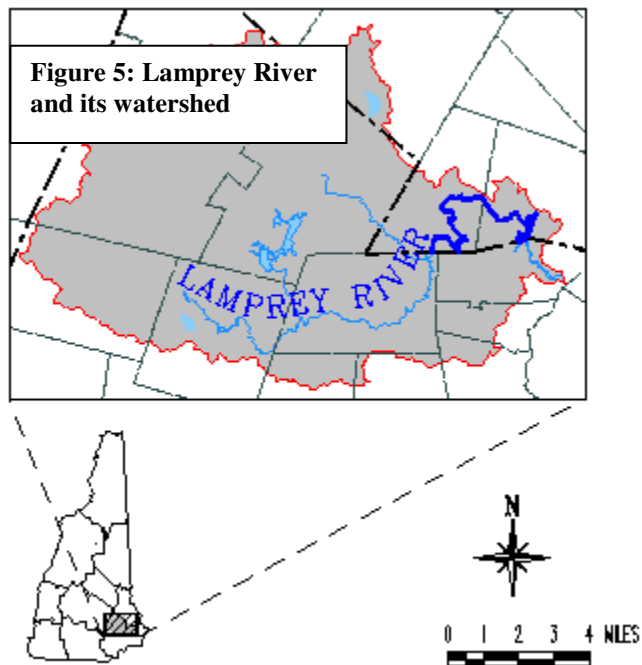 Figure 5: Lamprey River
and its watershed
LAMPREY RIVER
N
0 1 2 3 4 MILES